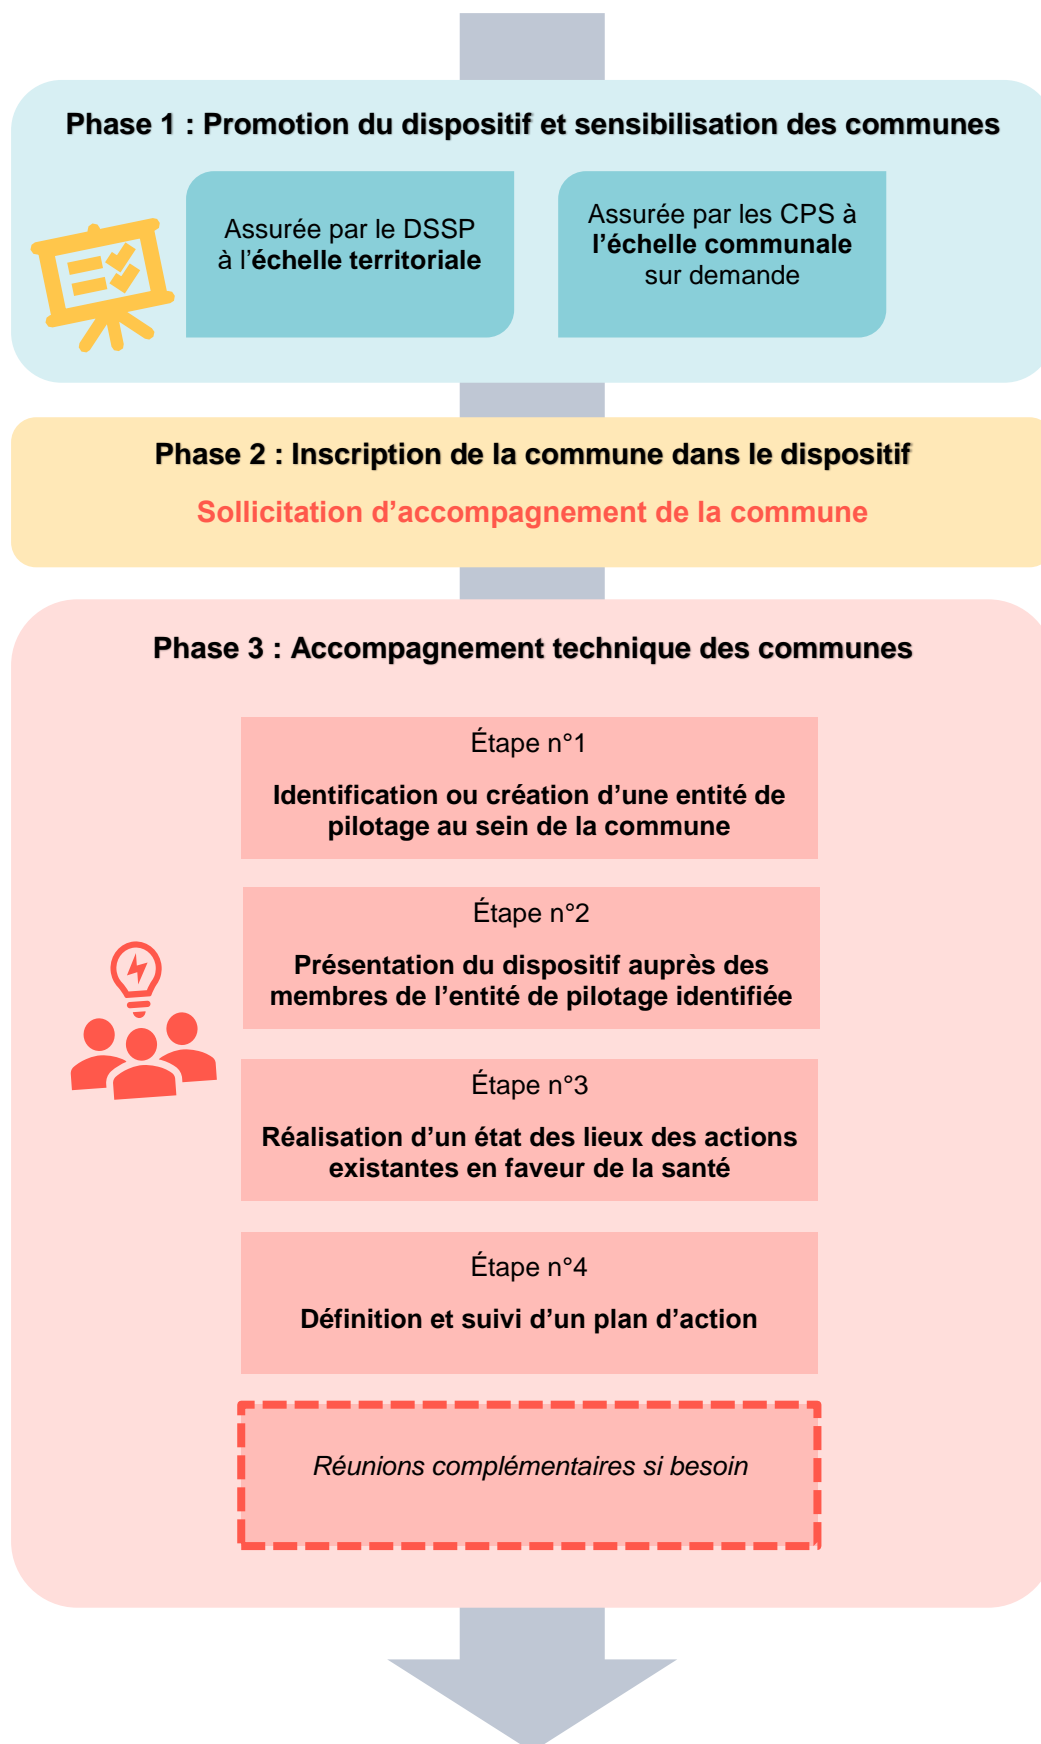 Phase 1 : Promotion du dispositif et sensibilisation des communes
Assurée par le DSSP
à l’échelle territoriale
Assurée par les CPS à
l’échelle communale
sur demande
Phase 2 : Inscription de la commune dans le dispositif
Sollicitation d’accompagnement de la commune
Phase 3 : Accompagnement technique des communes
Étape n°1
Identification ou création d’une entité de
pilotage au sein de la commune
Étape n°2
Présentation du dispositif auprès des
membres de l’entité de pilotage identifiée
Étape n°3
Réalisation d’un état des lieux des actions
existantes en faveur de la santé
Étape n°4
Définition et suivi d’un plan d’action
Réunions complémentaires si besoin